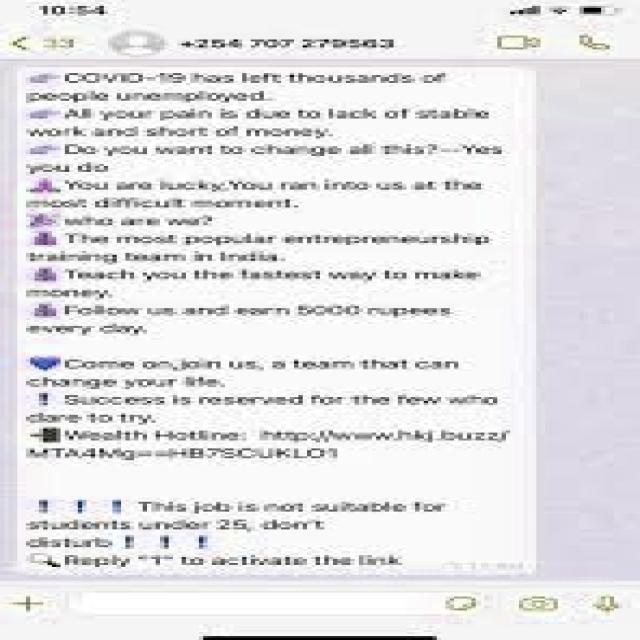 10:54
33 +254 707 279563
COVID-19 has left thousands of
people unemployed.
All your pain is due to lack of stable
work and short of money.
Do you want to change all this?--Yes
you do
You are lucky,You ran into us at the
most difficult moment.
who are we?
The most popular entrepreneurship
training team in India.
Teach you the fastest way to make
money.
Follow us and earn 5000 rupees
every day.
Come on,join us, a team that can
change your life.
! Success is reserved for the few who
dare to try.
Wealth Hotline: http://www.hkj.buzz/
MTA4Mg==HB7SCUKLO1
! ! ! This job is not suitable for
students under 25, don't
disturb ! ! !
Reply "1" to activate the link